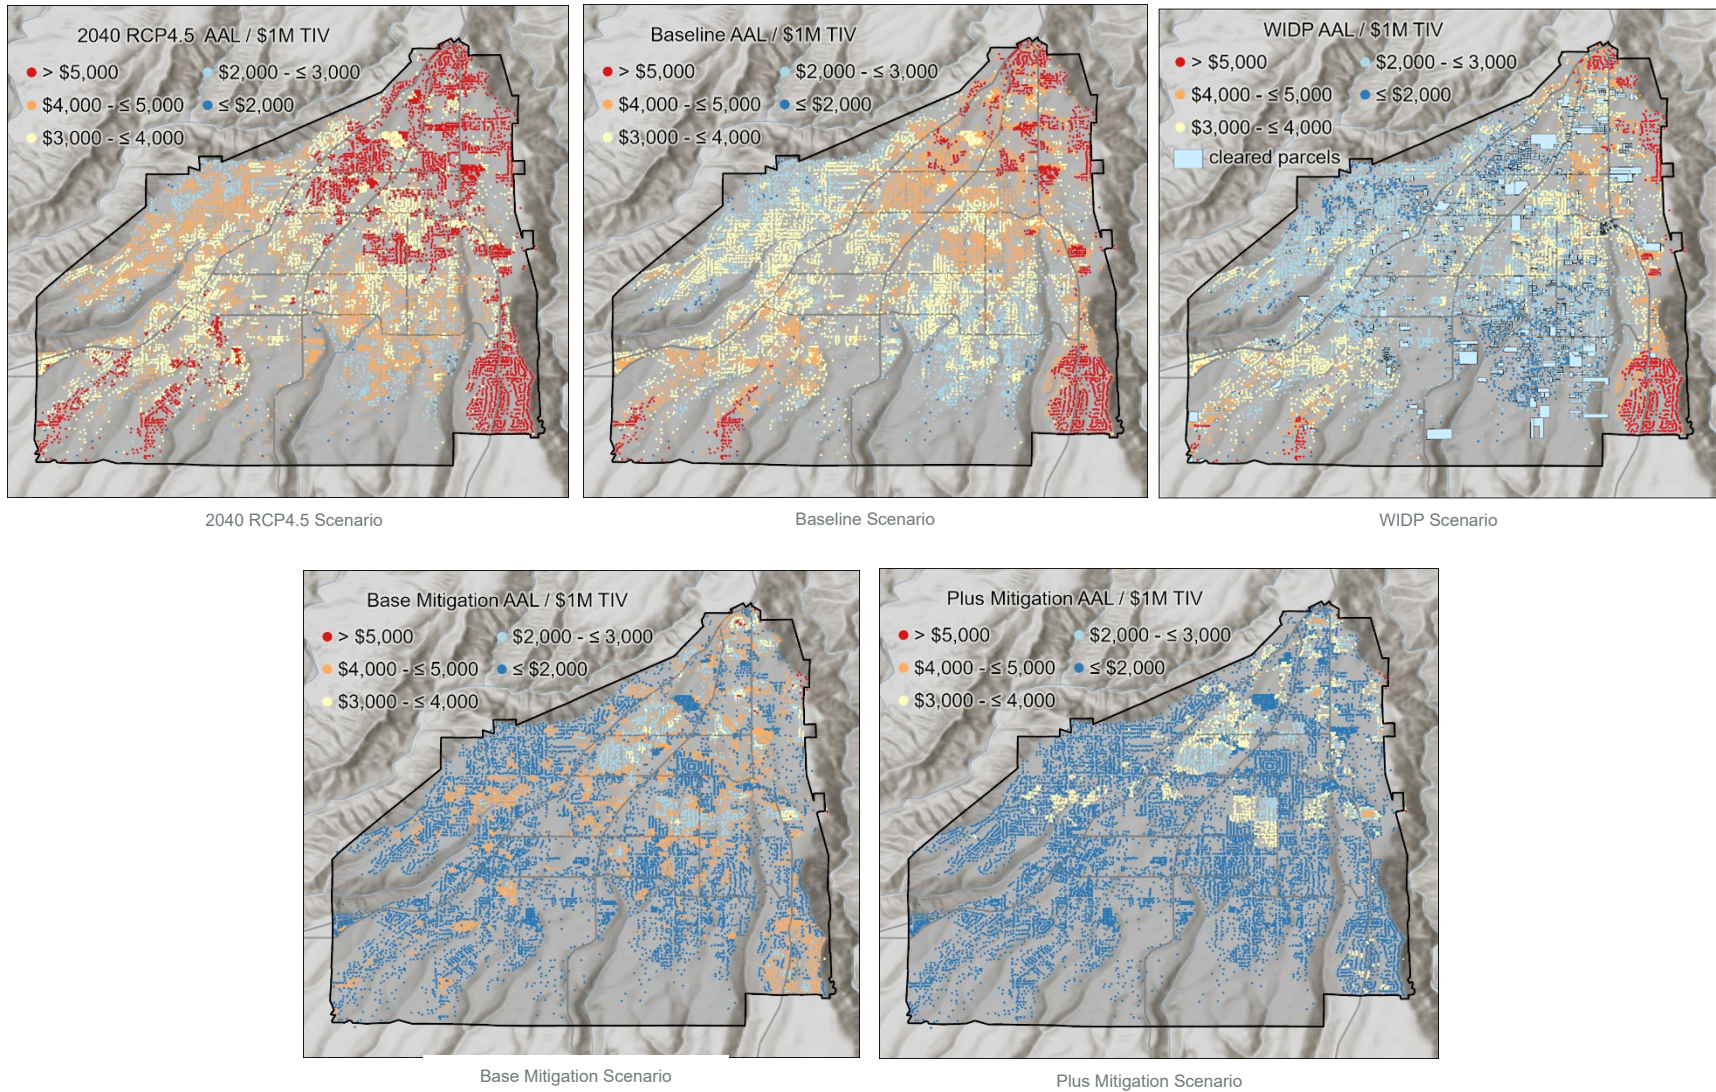 2040 RCP4.5 AAL / $1M TIV
> $5,000
$2,000 - ≤ 3,000
$4,000 - ≤ 5,000
≤ $2,000
$3,000 - ≤ 4,000
2040 RCP4.5 Scenario
Baseline AAL / $1M TIV
> $5,000
$2,000 - ≤ 3,000
$4,000 - ≤ 5,000
≤ $2,000
$3,000 - ≤ 4,000
Baseline Scenario
WIDP AAL / $1M TIV
> $5,000
$2,000 - ≤ 3,000
$4,000 - ≤ 5,000
≤ $2,000
$3,000 - ≤ 4,000
cleared parcels
WIDP Scenario
Base Mitigation AAL / $1M TIV
> $5,000
$2,000 - ≤ 3,000
$4,000 - ≤ 5,000
≤ $2,000
$3,000 - ≤ 4,000
Base Mitigation Scenario
Plus Mitigation AAL / $1M TIV
> $5,000
$2,000 - ≤ 3,000
$4,000 - ≤ 5,000
≤ $2,000
$3,000 - ≤ 4,000
Plus Mitigation Scenario